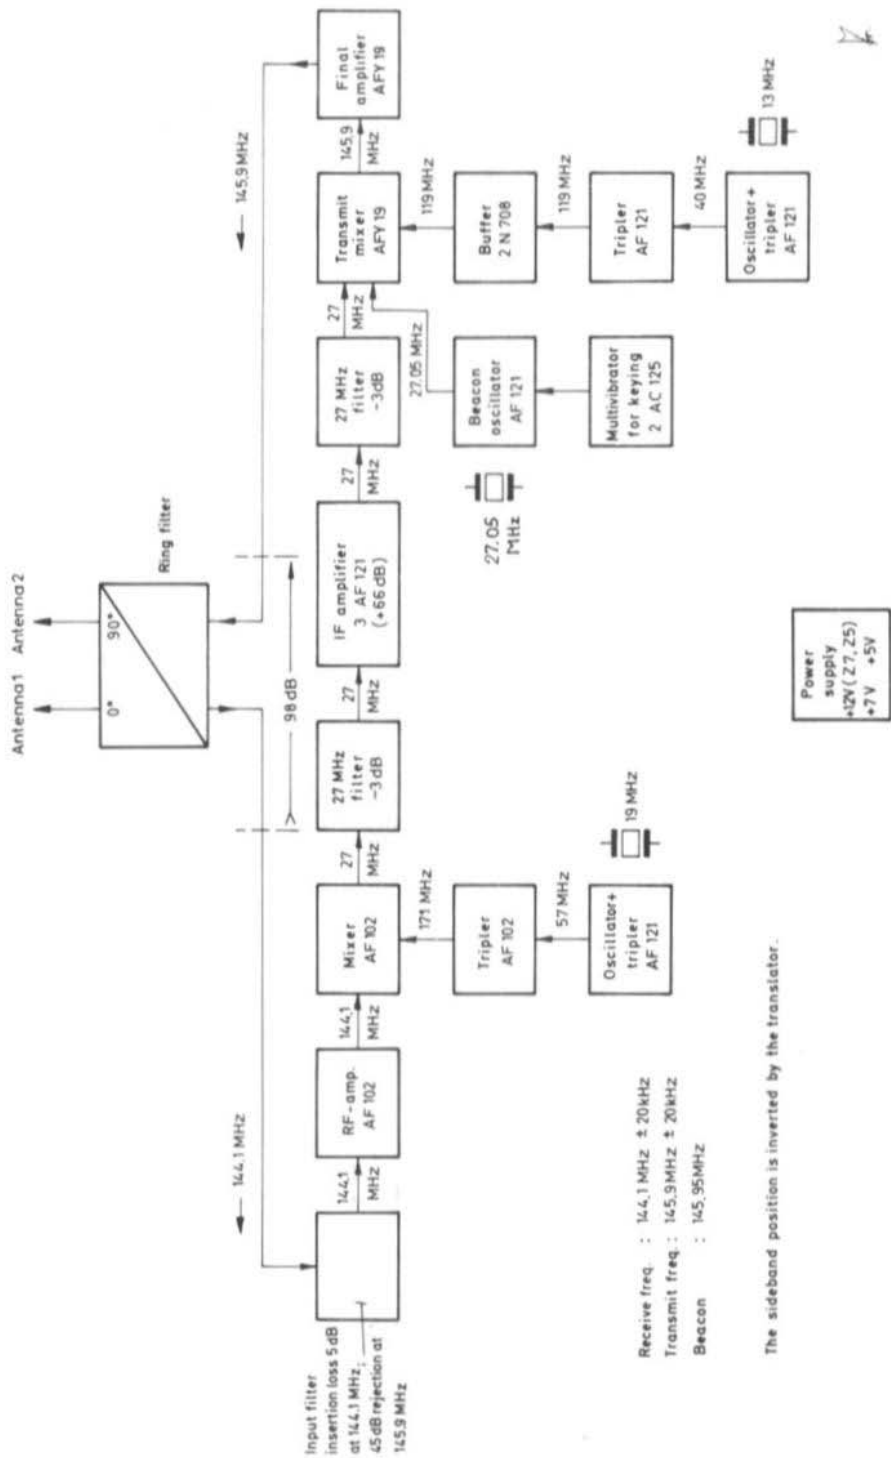 Antenna 1
Antenna 2
0°
90°
Ring filter
144.1 MHz
145.9 MHz
98 dB
Input filter
insertion loss 5 dB
at 144.1 MHz;
45 dB rejection at
145.9 MHz
144.1
MHz
RF-amp.
AF 102
144.1
MHz
Mixer
AF 102
27
MHz
27 MHz
filter
-3dB
27
MHz
IF amplifier
3 AF 121
(+66 dB)
27
MHz
27 MHz
filter
-3dB
27
MHz
Transmit
mixer
AFY 19
145.9
MHz
Final
amplifier
AFY 19
171 MHz
Tripler
AF 102
57 MHz
Oscillator+
tripler
AF 121
19 MHz
27.05 MHz
Beacon
oscillator
AF 121
27.05
MHz
Multivibrator
for keying
2 AC 125
119 MHz
Buffer
2 N 708
119 MHz
Tripler
AF 121
40 MHz
Oscillator +
tripler
AF 121
13 MHz
Receive freq. : 144.1 MHz ± 20kHz
Transmit freq. : 145.9MHz ± 20kHz
Beacon : 145.95MHz
The sideband position is inverted by the translator.
Power
supply
+12V ( Z7, Z5)
+7 V +5V